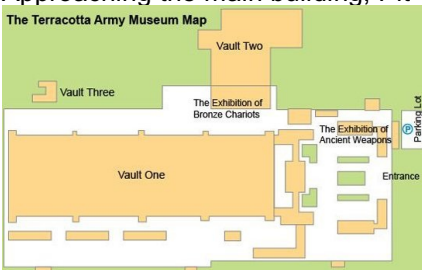 The Terracotta Army Museum Map
Vault Two
Vault Three
The Exhibition of
Bronze Chariots
The Exhibition of
Ancient Weapons
P
Parking Lot
Vault One
Entrance